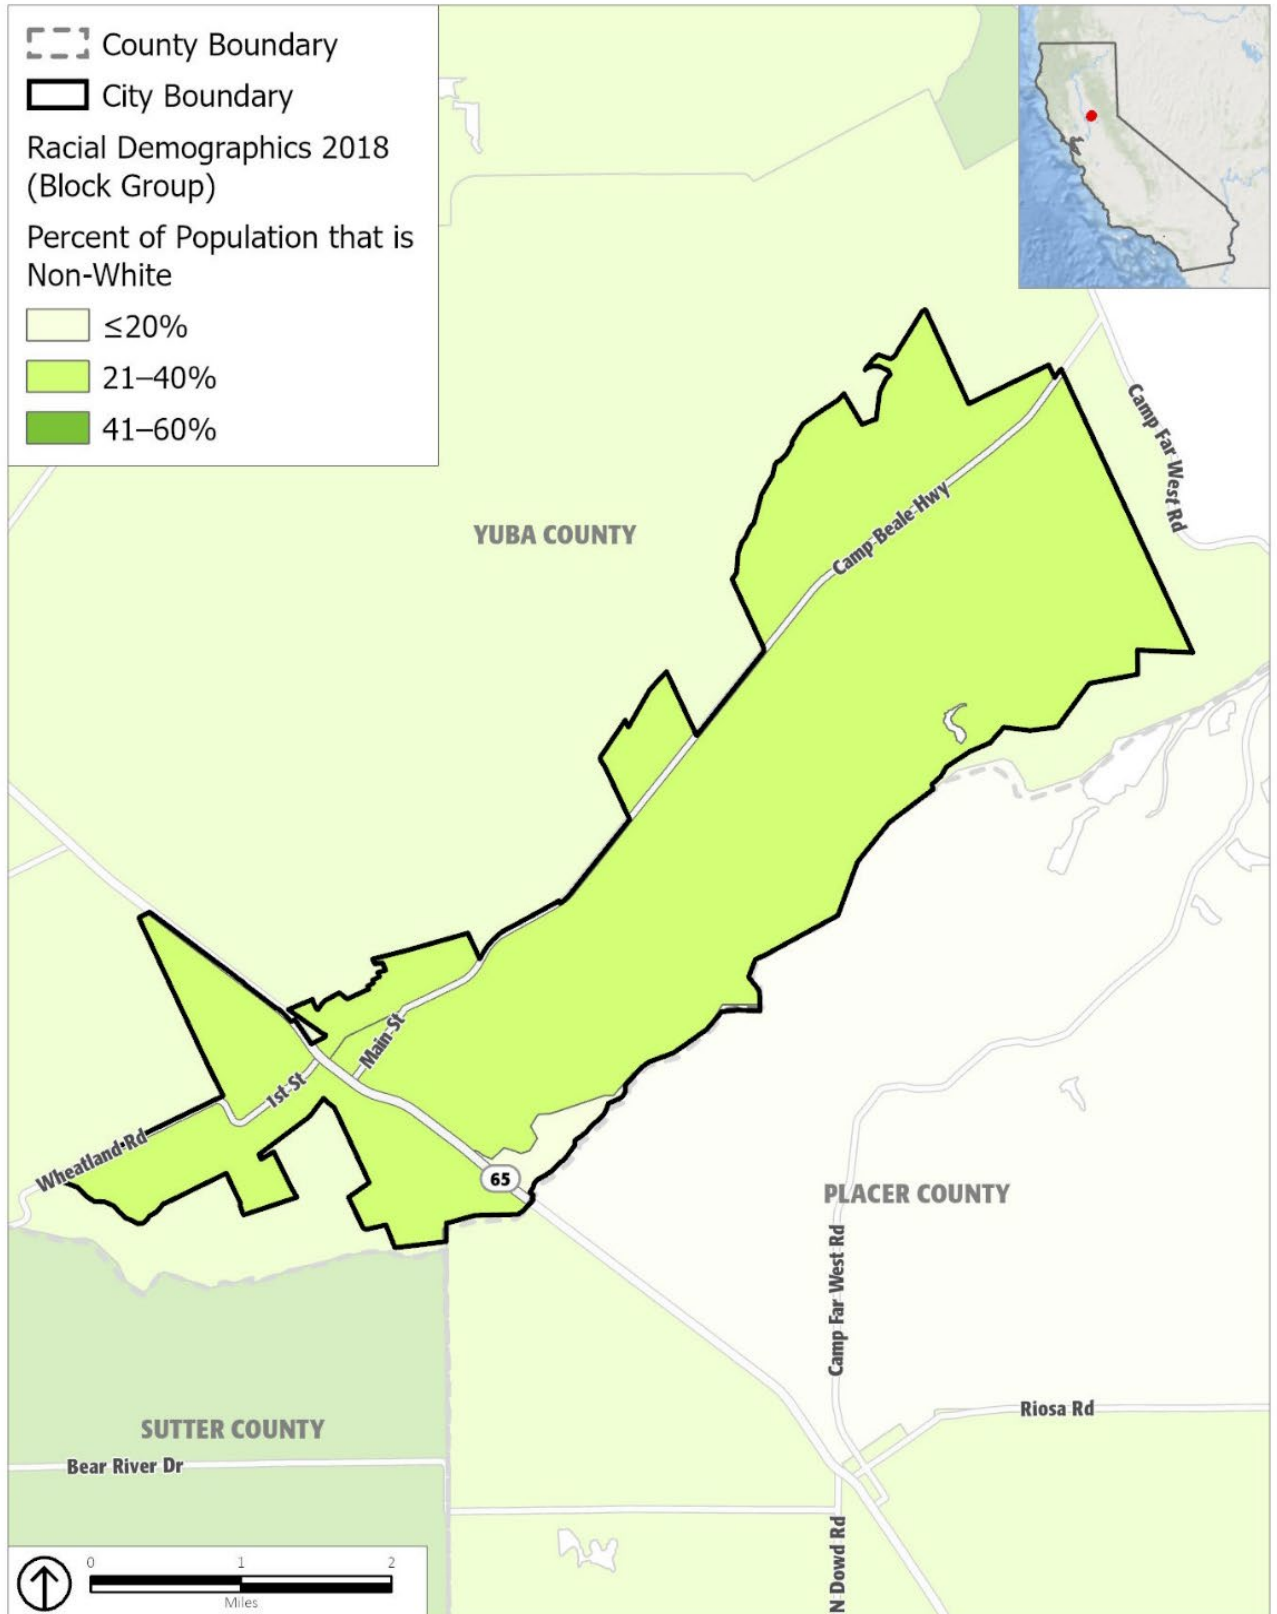 County Boundary
City Boundary
Racial Demographics 2018
(Block Group)
Percent of Population that is
Non-White
≤20%
21–40%
41–60%
Camp Far West Rd
YUBA COUNTY
Camp Beale Hwy
Main St
1st St
Wheatland Rd
65
PLACER COUNTY
Camp Far West Rd
Riosa Rd
SUTTER COUNTY
Bear River Dr
N Dowd Rd
0 1 2
Miles